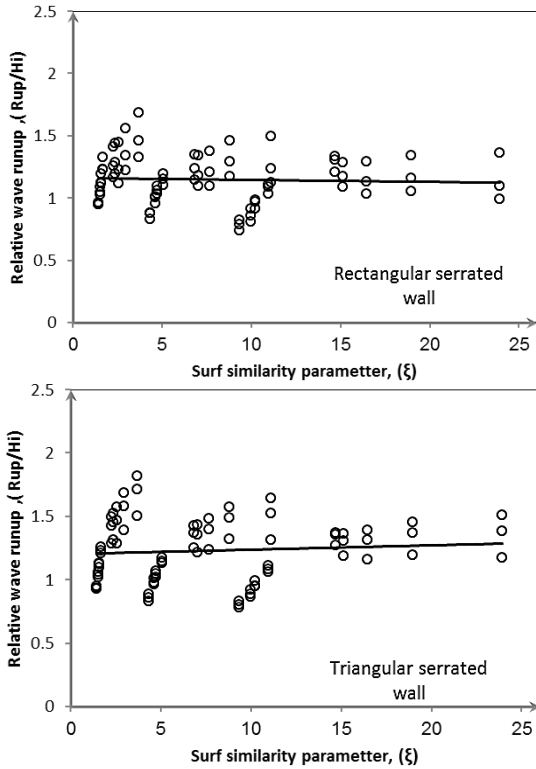 Relative wave runup ,( Rup/Hi)
2.5
2
1.5
1
0.5
0
Rectangular serrated
wall
0 5 10 15 20 25
Surf similarity parametter, (ξ)
Relative wave runup ,( Rup/Hi)
2.5
2
1.5
1
0.5
0
Triangular serrated
wall
0 5 10 15 20 25
Surf similarity parametter, (ξ)